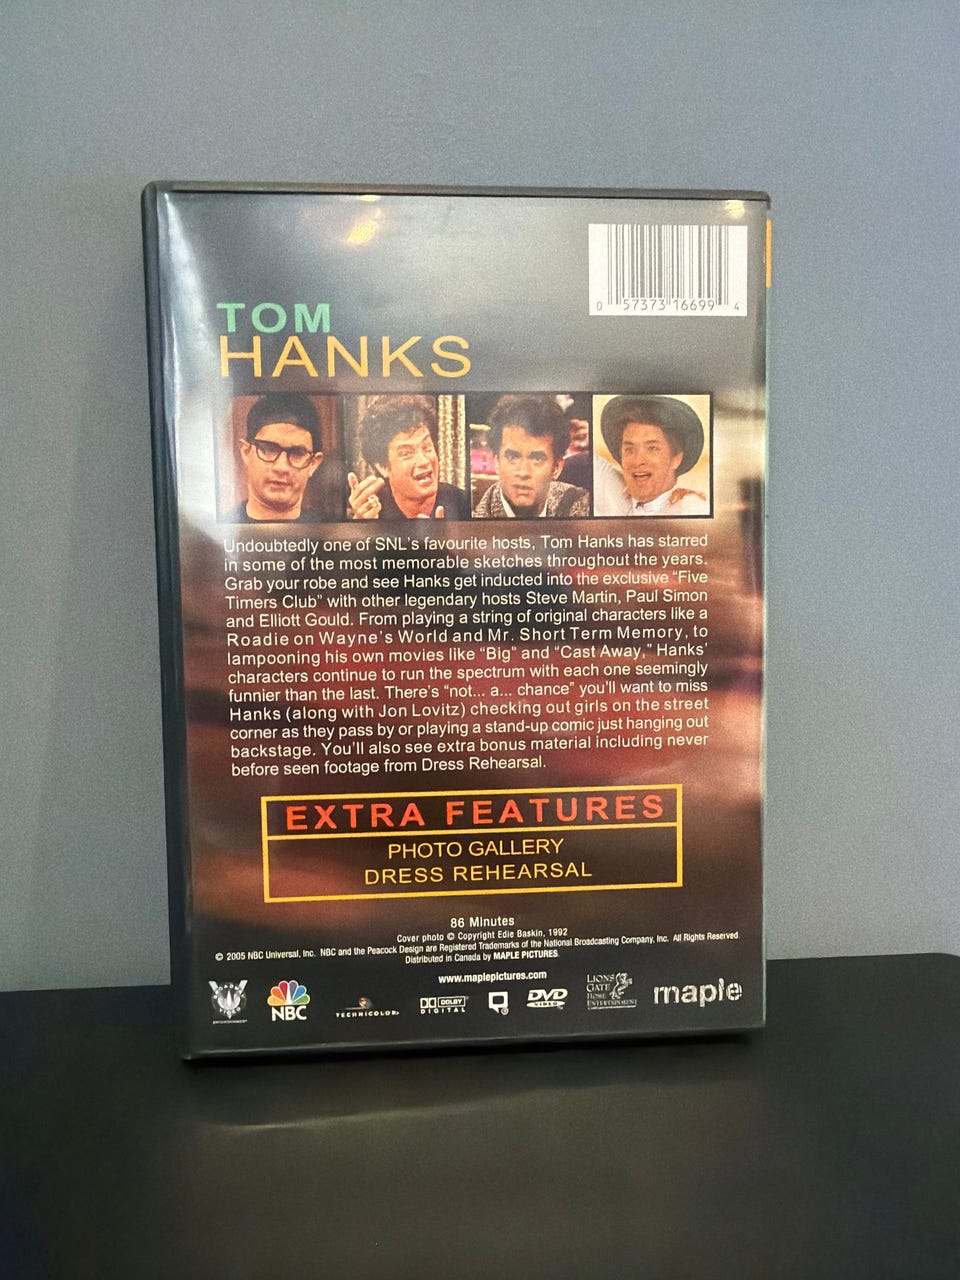 0 57373 16699 4
TOM
HANKS
Undoubtedly one of SNL's favourite hosts, Tom Hanks has starred
in some of the most memorable sketches throughout the years.
Grab your robe and see Hanks get inducted into the exclusive “Five
Timers Club” with other legendary hosts Steve Martin, Paul Simon
and Elliott Gould. From playing a string of original characters like a
Roadie on Wayne's World and Mr. Short Term Memory, to
lampooning his own movies like “Big” and “Cast Away,” Hanks'
characters continue to run the spectrum with each one seemingly
funnier than the last. There's “not... a... chance” you'll want to miss
Hanks (along with Jon Lovitz) checking out girls on the street
corner as they pass by or playing a stand-up comic just hanging out
backstage. You'll also see extra bonus material including never
before seen footage from Dress Rehearsal.
EXTRA FEATURES
PHOTO GALLERY
DRESS REHEARSAL
86 Minutes
Cover photo © Copyright Edie Baskin, 1992
© 2005 NBC Universal, Inc. NBC and the Peacock Design are Registered Trademarks of the National Broadcasting Company, Inc. All Rights Reserved.
Distributed in Canada by MAPLE PICTURES
www.maplepictures.com
NBC
TECHNICOLOR
DOLBY
DIGITAL
DVD
VIDEO
LIONS
GATE
HOME
ENTERTAINMENT
maple